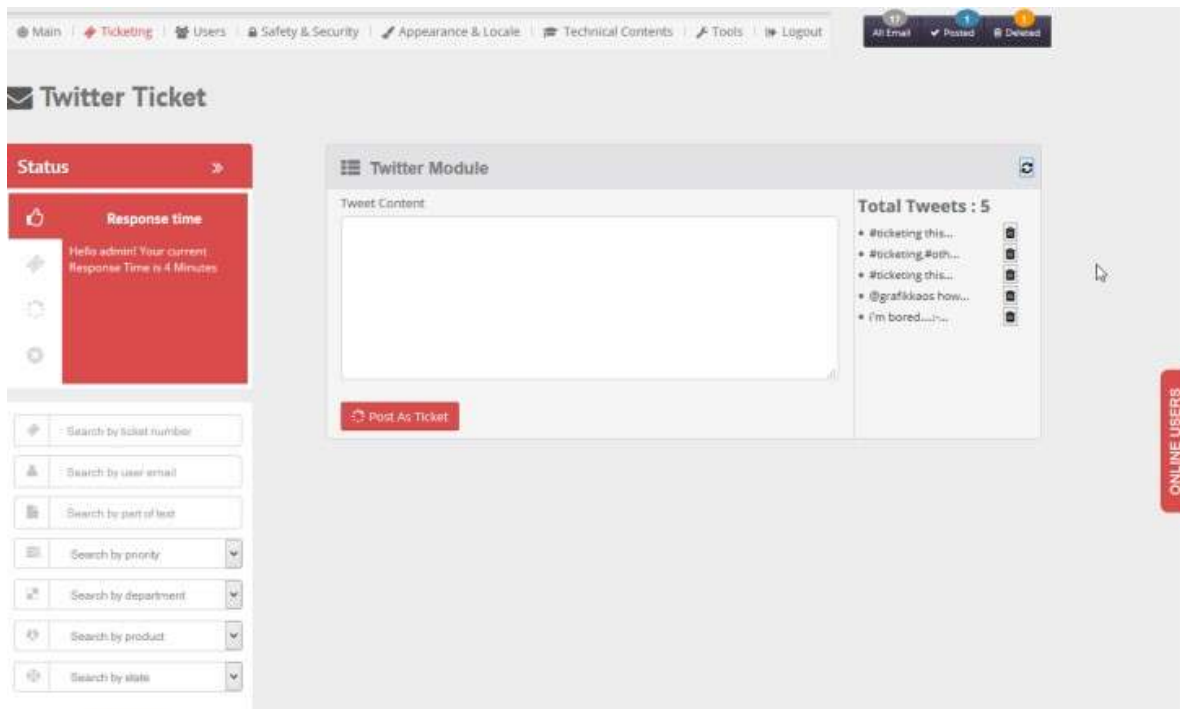 Main Ticketing Users Safety & Security Appearance & Locale Technical Contents Tools Logout
17 1 1
All Email Posted Deleted
Twitter Ticket
Status
Response time
Hello admin! Your current
Response Time is 4 Minutes
Search by ticket number
Search by user email
Search by part of text
Search by priority
Search by department
Search by product
Search by state
Twitter Module
Tweet Content
Post As Ticket
Total Tweets : 5
#ticketing this...
#ticketing,#oth...
#ticketing this...
@grafikkaos how...
i'm bored....:-...
ONLINE USERS